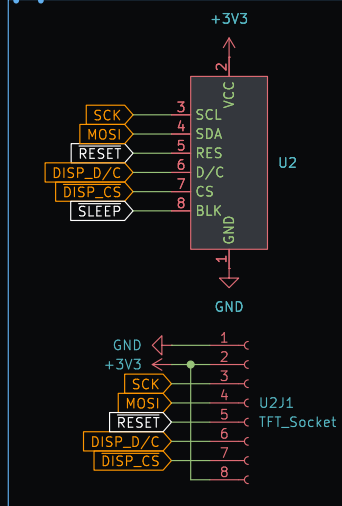 +3V3
2
VCC
SCK 3 SCL
MOSI 4 SDA
RESET 5 RES
DISP_D/C 6 D/C
DISP_CS 7 CS
SLEEP 8 BLK
U2
GND
1
GND
GND 1
+3V3 2
SCK 3
MOSI 4 U2J1
RESET 5 TFT_Socket
DISP_D/C 6
DISP_CS 7
8